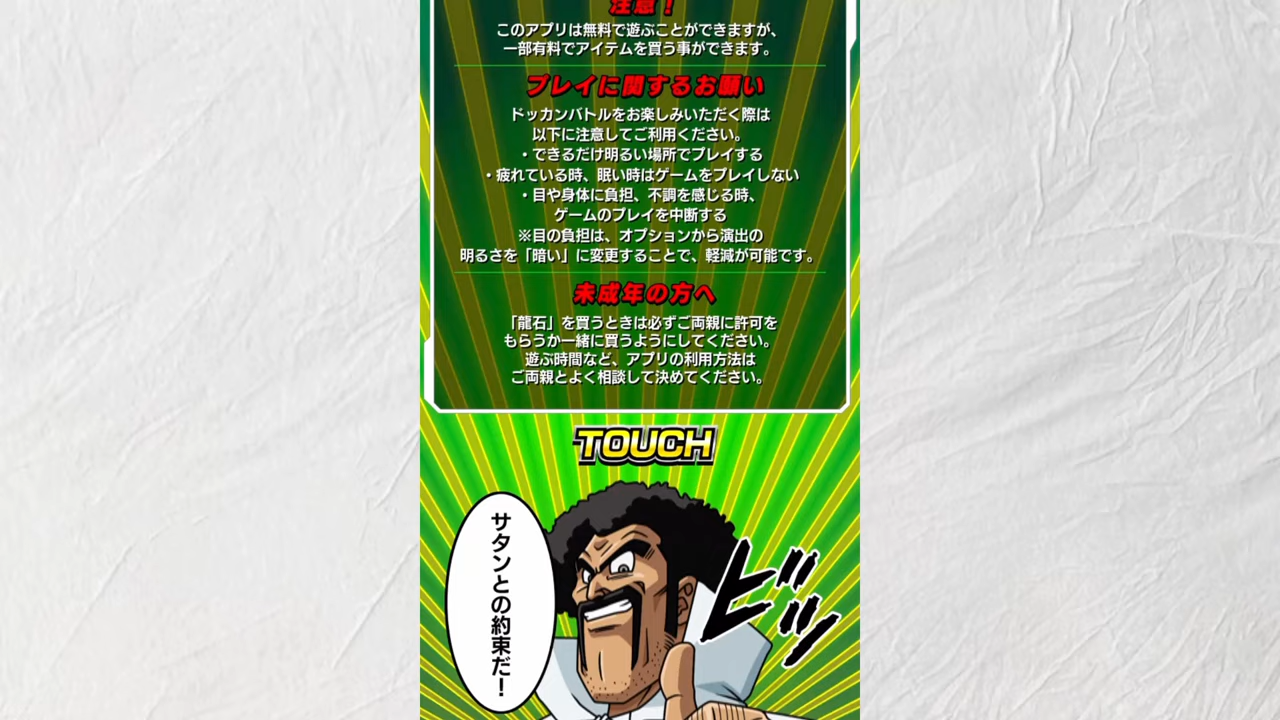 注意！
このアプリは無料で遊ぶことができますが、
一部有料でアイテムを買う事ができます。
プレイに関するお願い
ドッカンバトルをお楽しみいただく際は
以下に注意してご利用ください。
・できるだけ明るい場所でプレイする
・疲れている時、眠い時はゲームをプレイしない
・目や身体に負担、不調を感じる時、
ゲームのプレイを中断する
※目の負担は、オプションから演出の
明るさを「暗い」に変更することで、軽減が可能です。
未成年の方へ
「龍石」を買うときは必ずご両親に許可を
もらうか一緒に買うようにしてください。
遊ぶ時間など、アプリの利用方法は
ご両親とよく相談して決めてください。
TOUCH
サタンとの約束だ！
ビッ